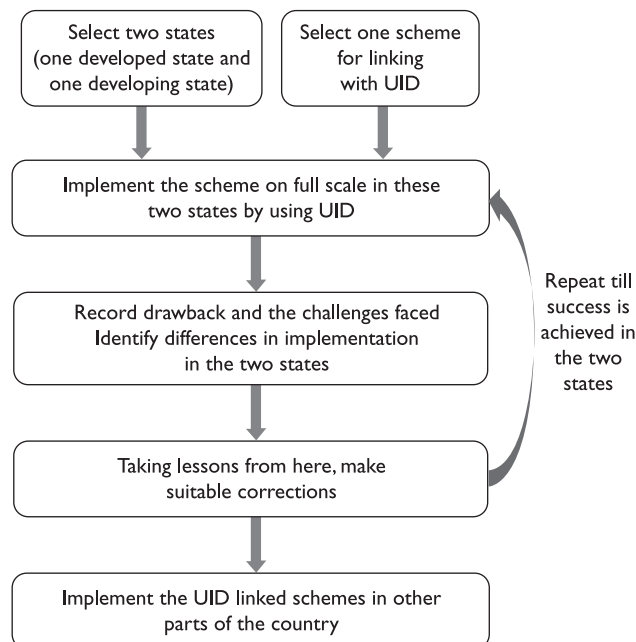 Select two states
(one developed state and
one developing state)
Select one scheme
for linking
with UID
Implement the scheme on full scale in these
two states by using UID
Record drawback and the challenges faced
Identify differences in implementation
in the two states
Repeat till
success is
achieved in
the two
states
Taking lessons from here, make
suitable corrections
Implement the UID linked schemes in other
parts of the country